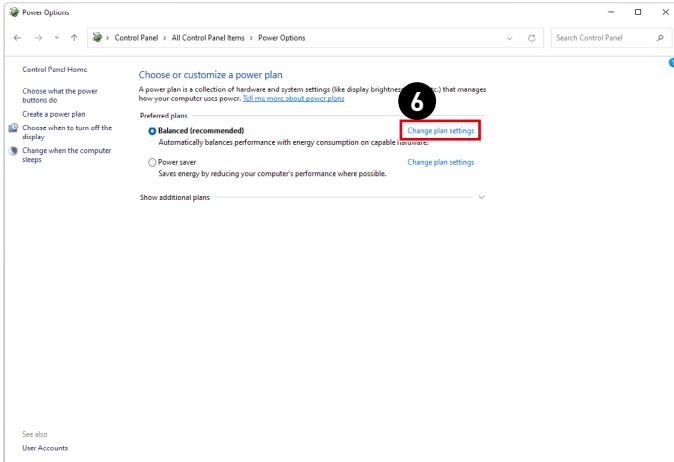 Power Options
Control Panel > All Control Panel Items > Power Options
Search Control Panel
Control Panel Home
Choose what the power
buttons do
Create a power plan
Choose when to turn off the
display
Change when the computer
sleeps
Choose or customize a power plan
A power plan is a collection of hardware and system settings (like display brightness, etc.) that manages
how your computer uses power. Tell me more about power plans
6
Preferred plans
Balanced (recommended)
Change plan settings
Automatically balances performance with energy consumption on capable hardware.
Power saver
Change plan settings
Saves energy by reducing your computer's performance where possible.
Show additional plans
See also
User Accounts